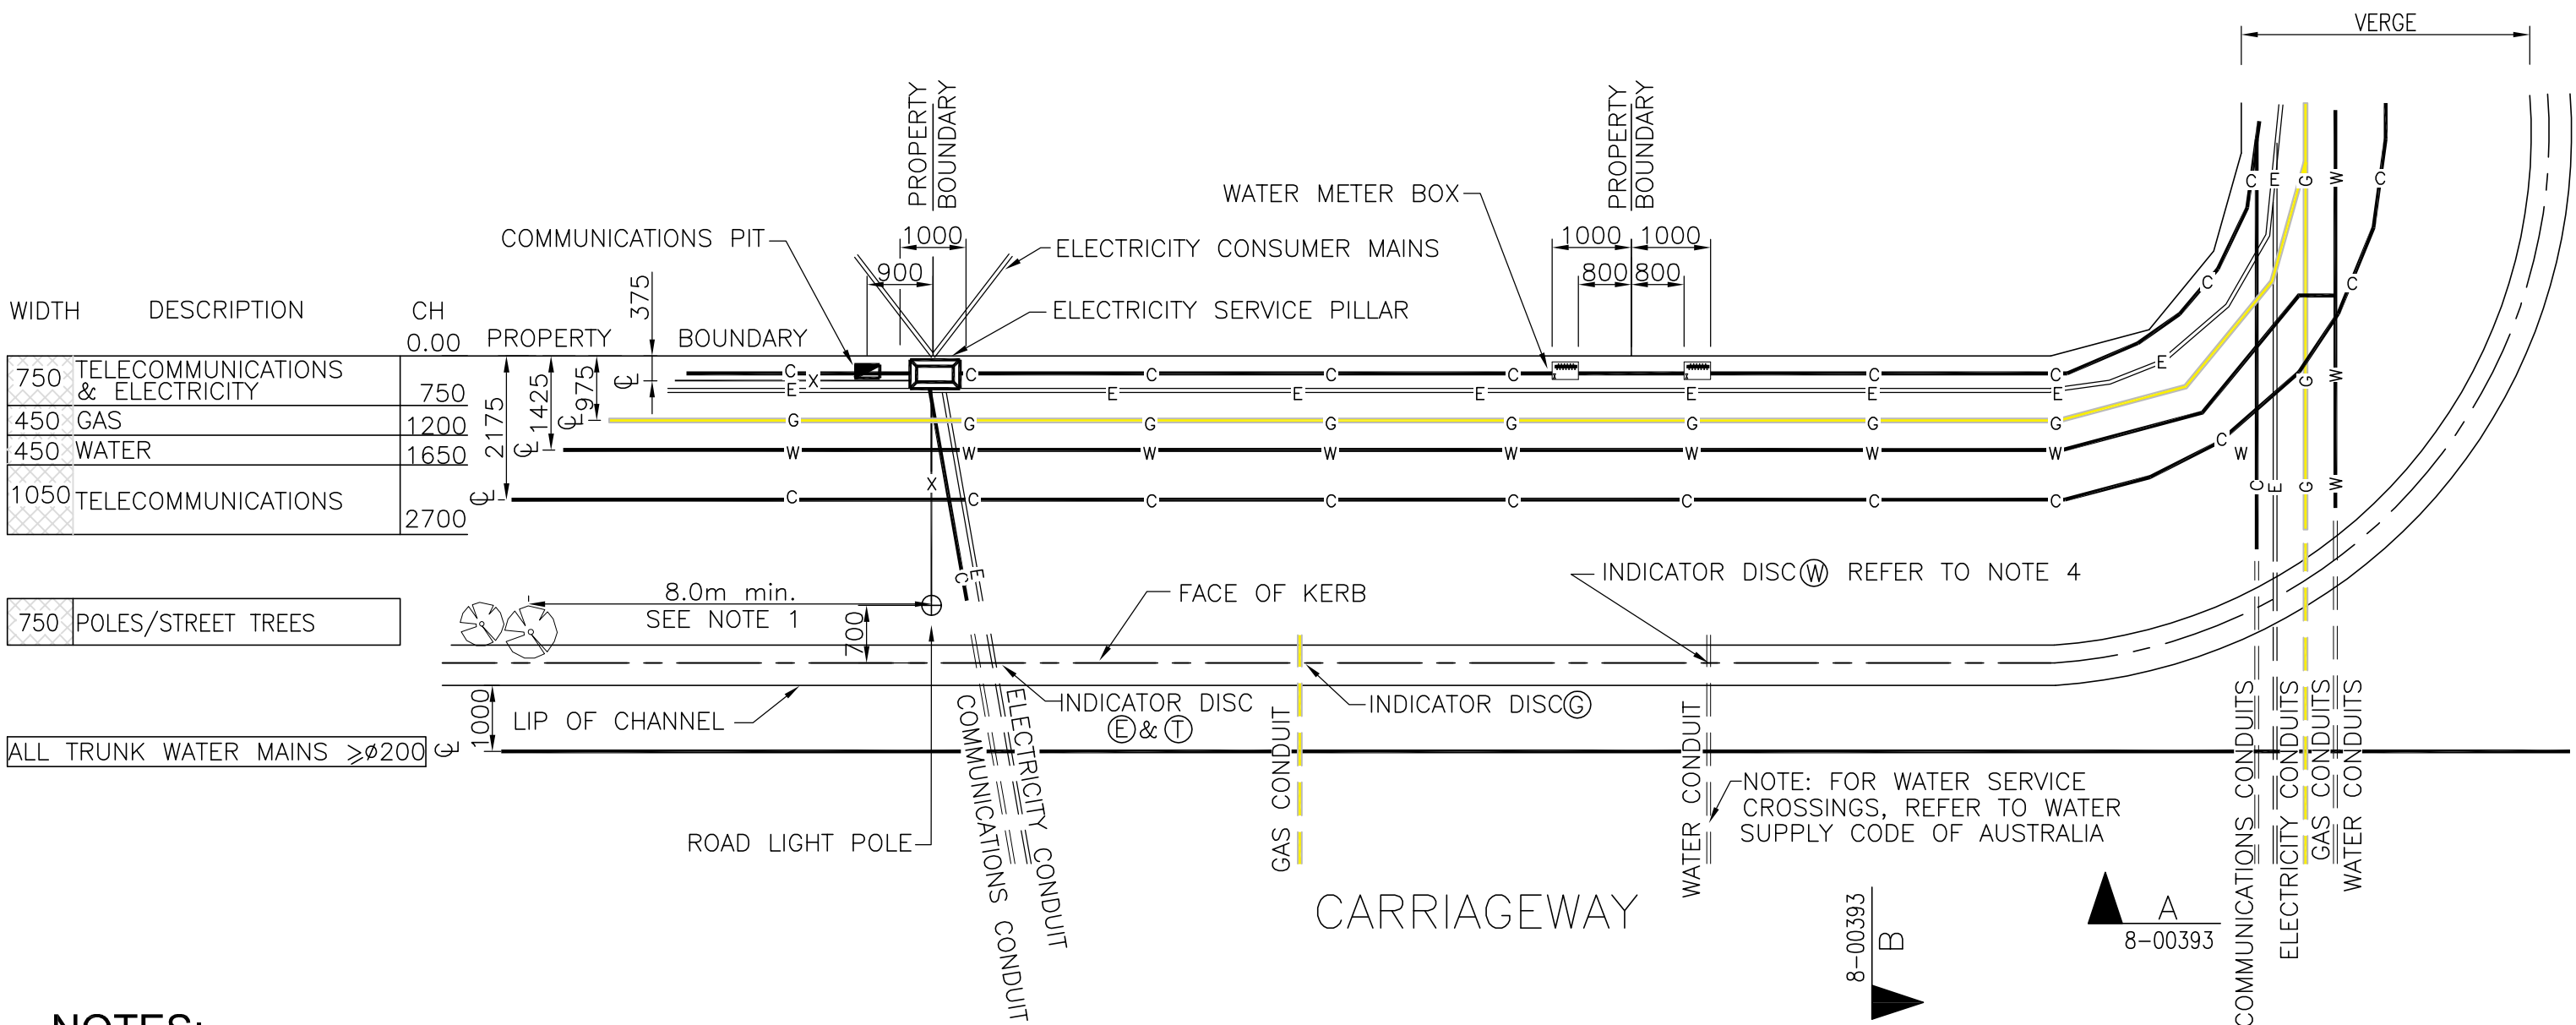 VERGE
PROPERTY
BOUNDARY
PROPERTY
BOUNDARY
WATER METER BOX
COMMUNICATIONS PIT
1000
ELECTRICITY CONSUMER MAINS
1000
1000
900
800
800
375
WIDTH
DESCRIPTION
CH
ELECTRICITY SERVICE PILLAR
PROPERTY BOUNDARY
0.00
750
TELECOMMUNICATIONS
& ELECTRICITY
750
450
GAS
1200
450
WATER
1650
1050
TELECOMMUNICATIONS
2700
2175
1425
975
C X C C C C C C C
E E E E E E E E
G G G G G G G G
W W W W W W W W
C C C C C C C C
C E G W C
C C
E
G W
C W
C E G W
X
C E
750
POLES/STREET TREES
8.0m min.
SEE NOTE 1
700
FACE OF KERB
INDICATOR DISC W REFER TO NOTE 4
1000
LIP OF CHANNEL
INDICATOR DISC
E & T
INDICATOR DISC G
ALL TRUNK WATER MAINS ≥ø200
ROAD LIGHT POLE
COMMUNICATIONS CONDUIT
ELECTRICITY CONDUIT
GAS CONDUIT
WATER CONDUIT
NOTE: FOR WATER SERVICE
CROSSINGS, REFER TO WATER
SUPPLY CODE OF AUSTRALIA
COMMUNICATIONS CONDUITS
ELECTRICITY CONDUITS
GAS CONDUITS
WATER CONDUITS
CARRIAGEWAY
8-00393
B
A
8-00393
NOTES: